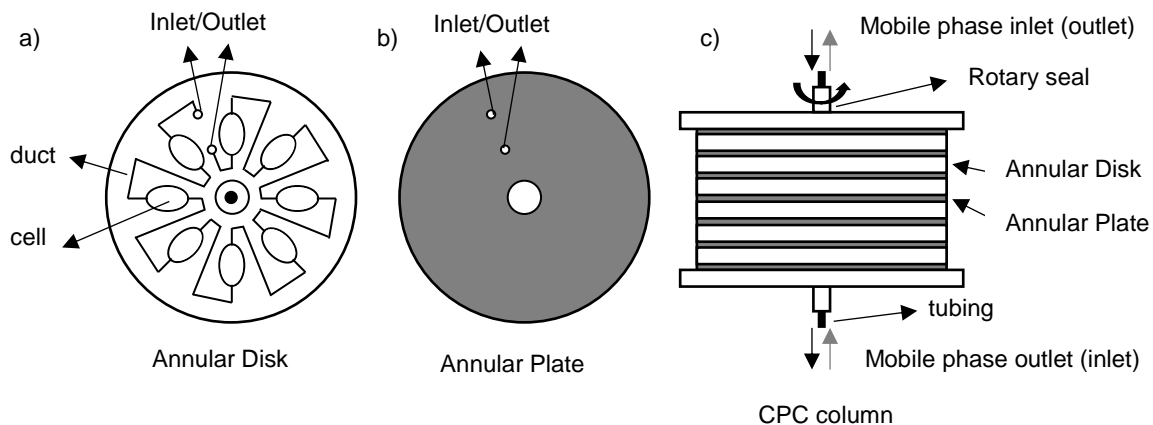 a)
Inlet/Outlet
duct
cell
Annular Disk
b)
Inlet/Outlet
Annular Plate
c)
Mobile phase inlet (outlet)
Rotary seal
Annular Disk
Annular Plate
tubing
Mobile phase outlet (inlet)
CPC column